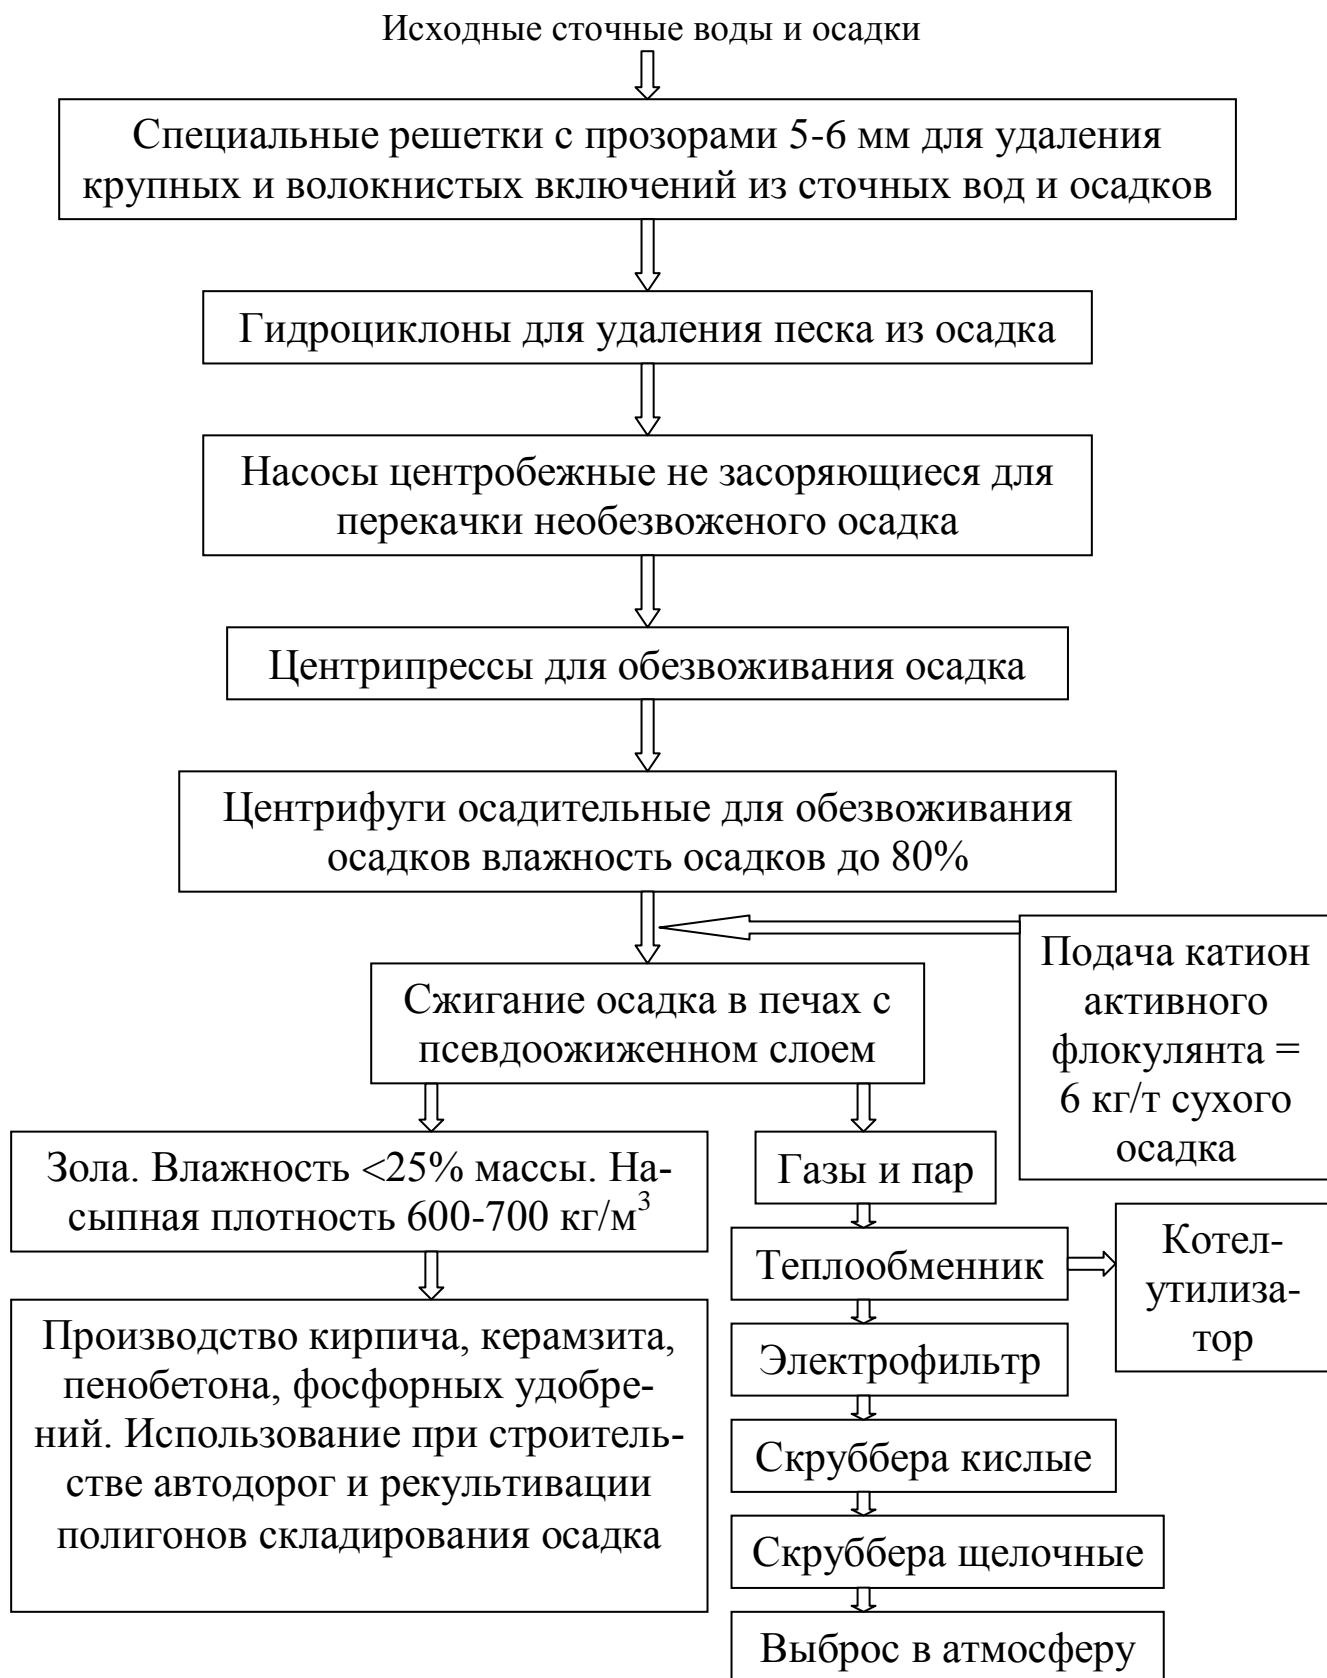 Исходные сточные воды и осадки
Специальные решетки с прозорами 5-6 мм для удаления
крупных и волокнистых включений из сточных вод и осадков
Гидроциклоны для удаления песка из осадка
Насосы центробежные не засоряющиеся для
перекачки необезвоженого осадка
Центрипрессы для обезвоживания осадка
Центрифуги осадительные для обезвоживания
осадков влажность осадков до 80%
Подача катион
активного
флокулянта =
6 кг/т сухого
осадка
Сжигание осадка в печах с
псевдоожиженном слоем
Зола. Влажность <25% массы. На-
сыпная плотность 600-700 кг/м³
Производство кирпича, керамзита,
пенобетона, фосфорных удобре-
ний. Использование при строитель-
стве автодорог и рекультивации
полигонов складирования осадка
Газы и пар
Теплообменник
Котел-
утилиза-
тор
Электрофильтр
Скруббера кислые
Скруббера щелочные
Выброс в атмосферу